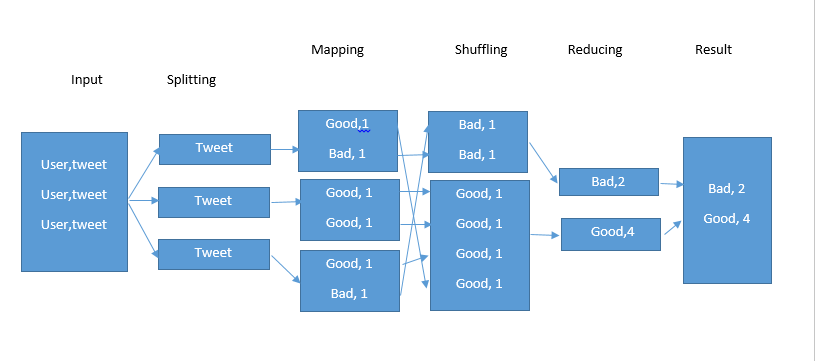 Mapping
Shuffling
Reducing
Result
Input
Splitting
User,tweet
User,tweet
User,tweet
Tweet
Tweet
Tweet
Good,1
Bad, 1
Good, 1
Good, 1
Good, 1
Bad, 1
Bad, 1
Bad, 1
Good, 1
Good, 1
Good, 1
Good, 1
Bad,2
Good,4
Bad, 2
Good, 4